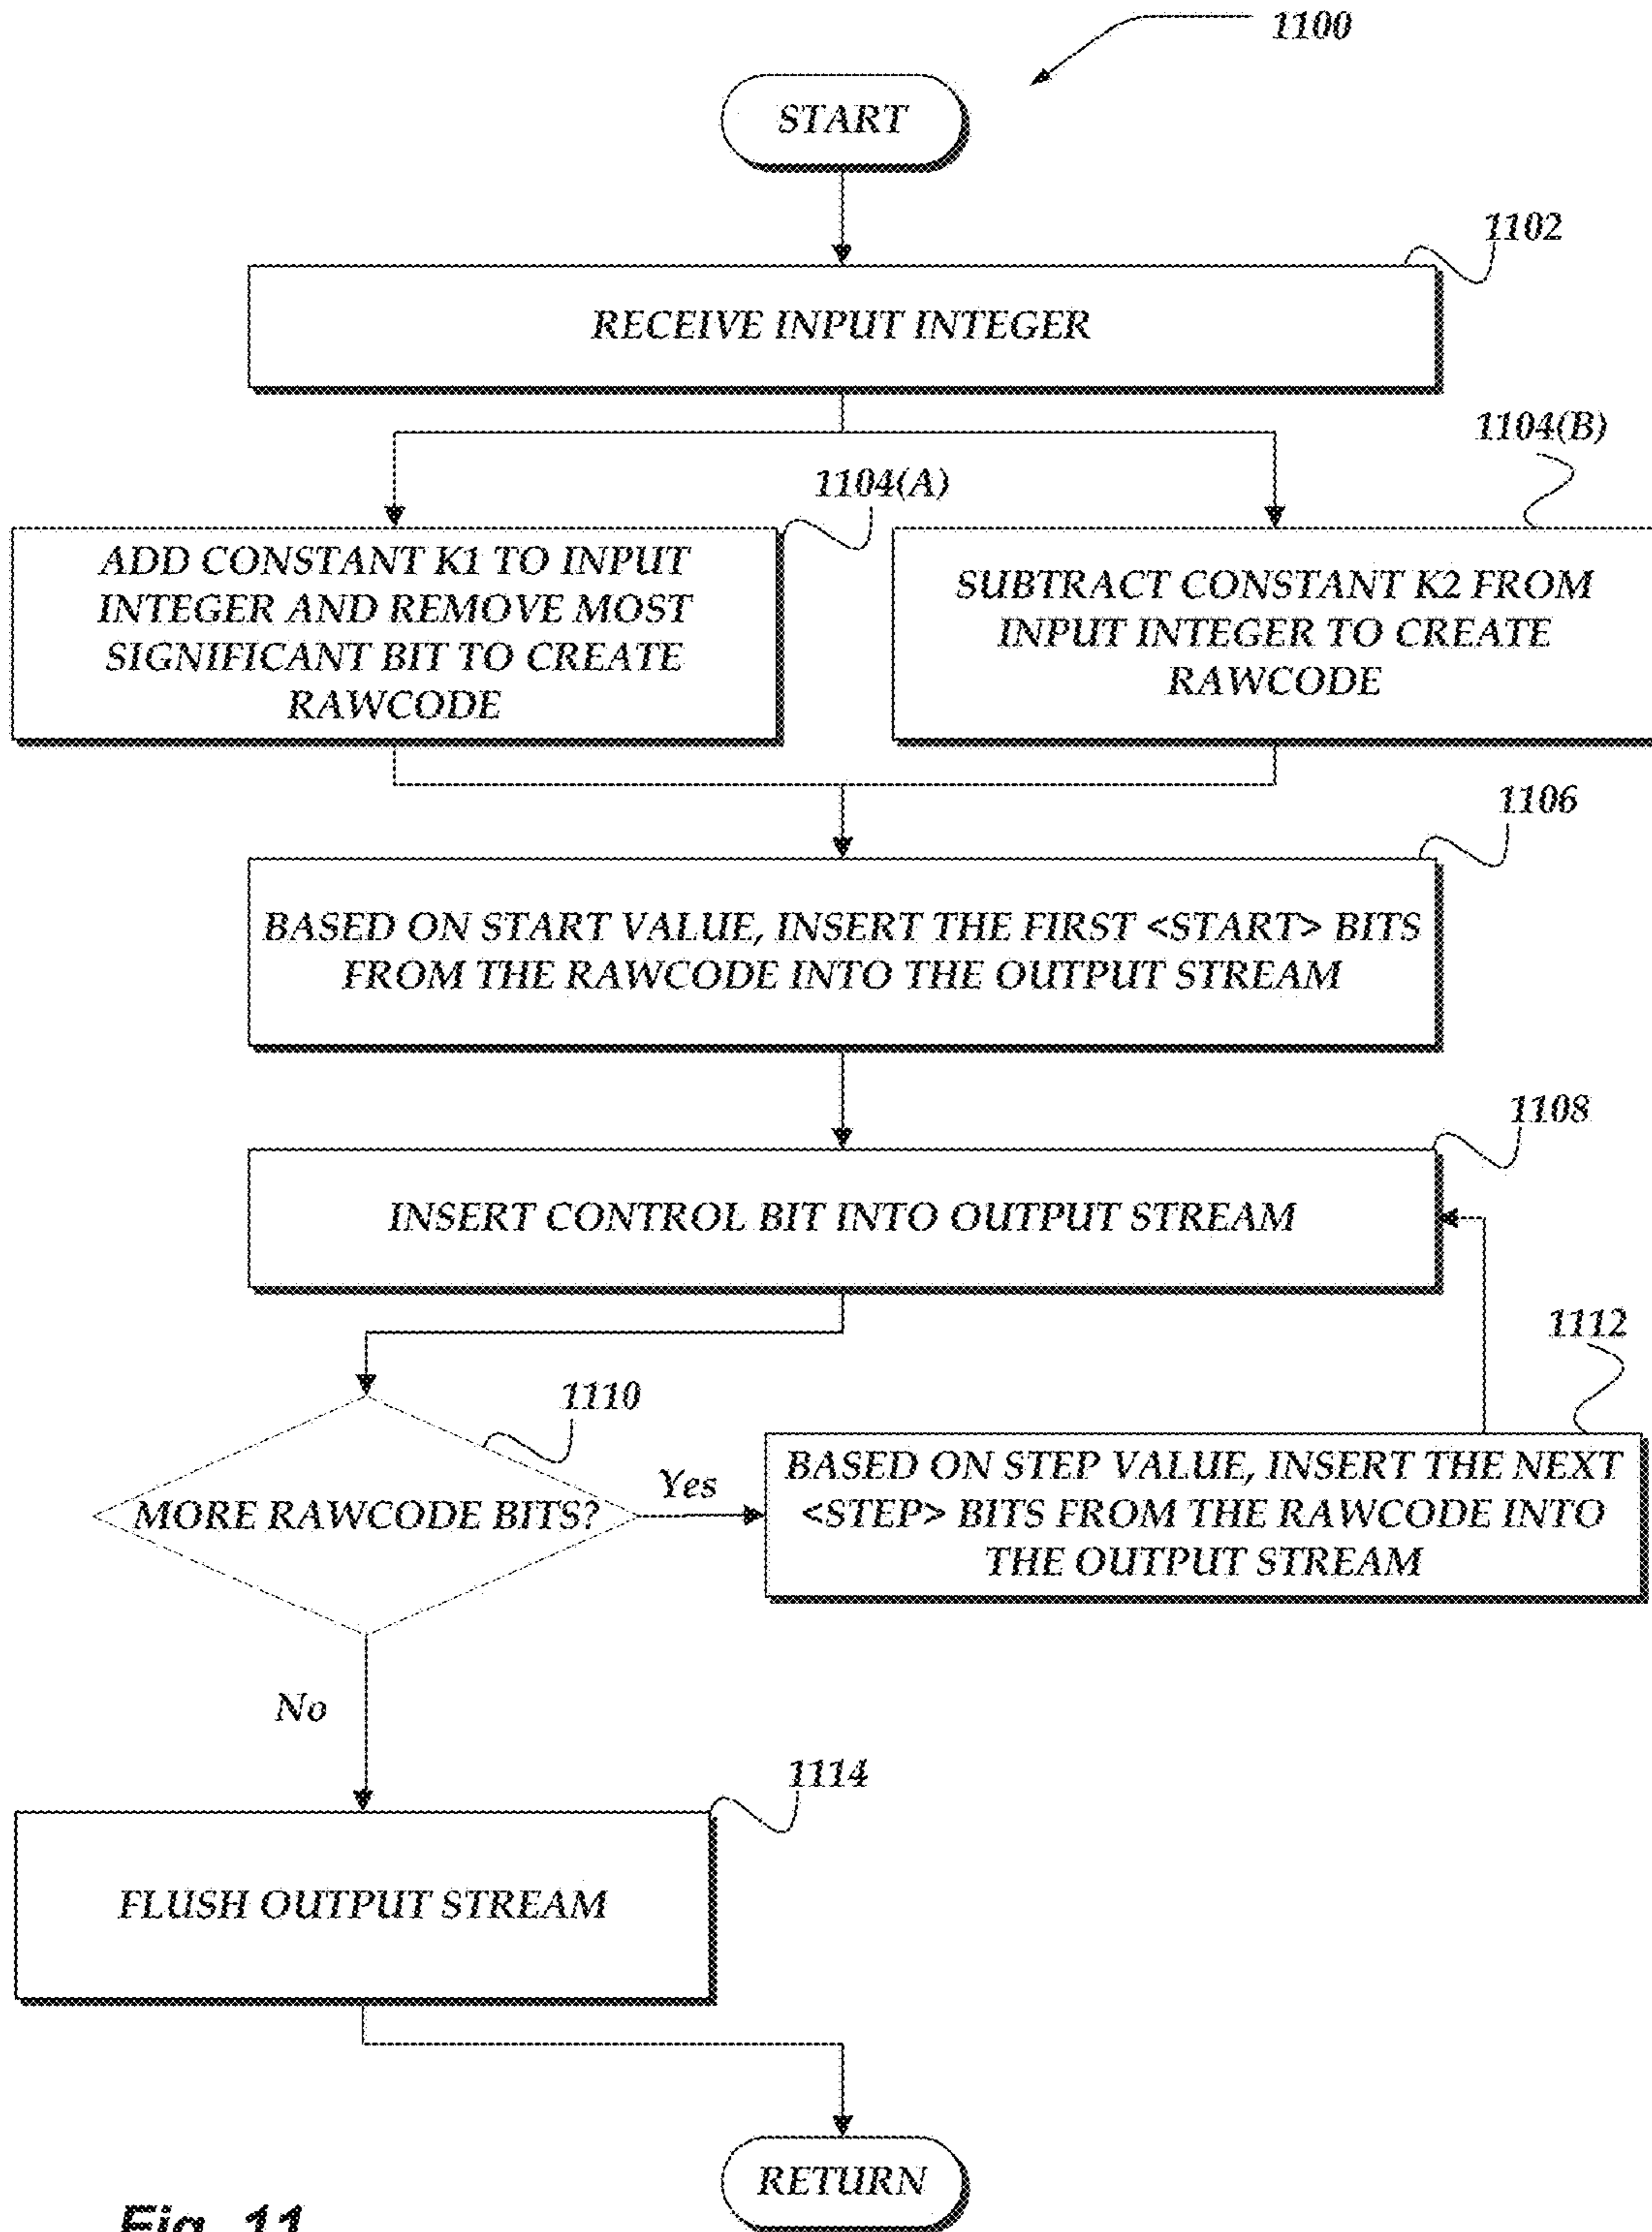 1100
START
1102
RECEIVE INPUT INTEGER
1104(B)
1104(A)
ADD CONSTANT K1 TO INPUT
INTEGER AND REMOVE MOST
SIGNIFICANT BIT TO CREATE
RAWCODE
SUBTRACT CONSTANT K2 FROM
INPUT INTEGER TO CREATE
RAWCODE
1106
BASED ON START VALUE, INSERT THE FIRST <START> BITS
FROM THE RAWCODE INTO THE OUTPUT STREAM
1108
INSERT CONTROL BIT INTO OUTPUT STREAM
1112
1110
MORE RAWCODE BITS?
Yes
BASED ON STEP VALUE, INSERT THE NEXT
<STEP> BITS FROM THE RAWCODE INTO
THE OUTPUT STREAM
No
1114
FLUSH OUTPUT STREAM
RETURN
Fig. 11